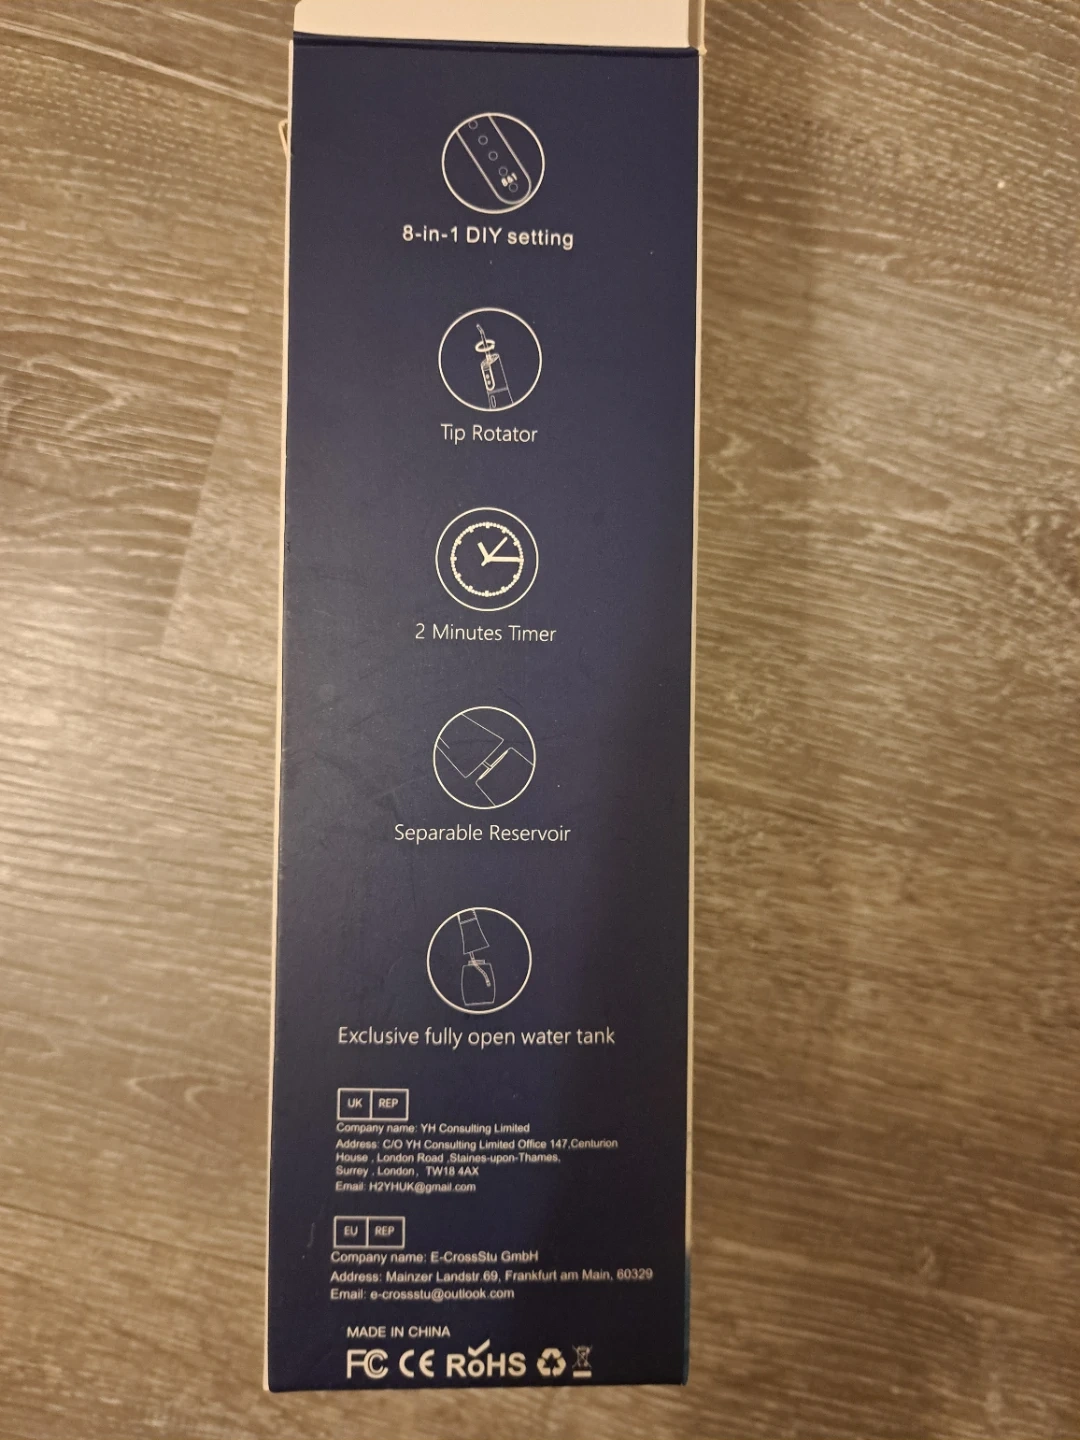 8-in-1 DIY setting
Tip Rotator
2 Minutes Timer
Separable Reservoir
Exclusive fully open water tank
UK REP
Company name: YH Consulting Limited
Address: C/O YH Consulting Limited Office 147,Centurion
House , London Road ,Staines-upon-Thames,
Surrey , London, TW18 4AX
Email: H2YHUK@gmail.com
EU REP
Company name: E-CrossStu GmbH
Address: Mainzer Landstr.69, Frankfurt am Main, 60329
Email: e-crossstu@outlook.com
MADE IN CHINA
FC CE RoHS